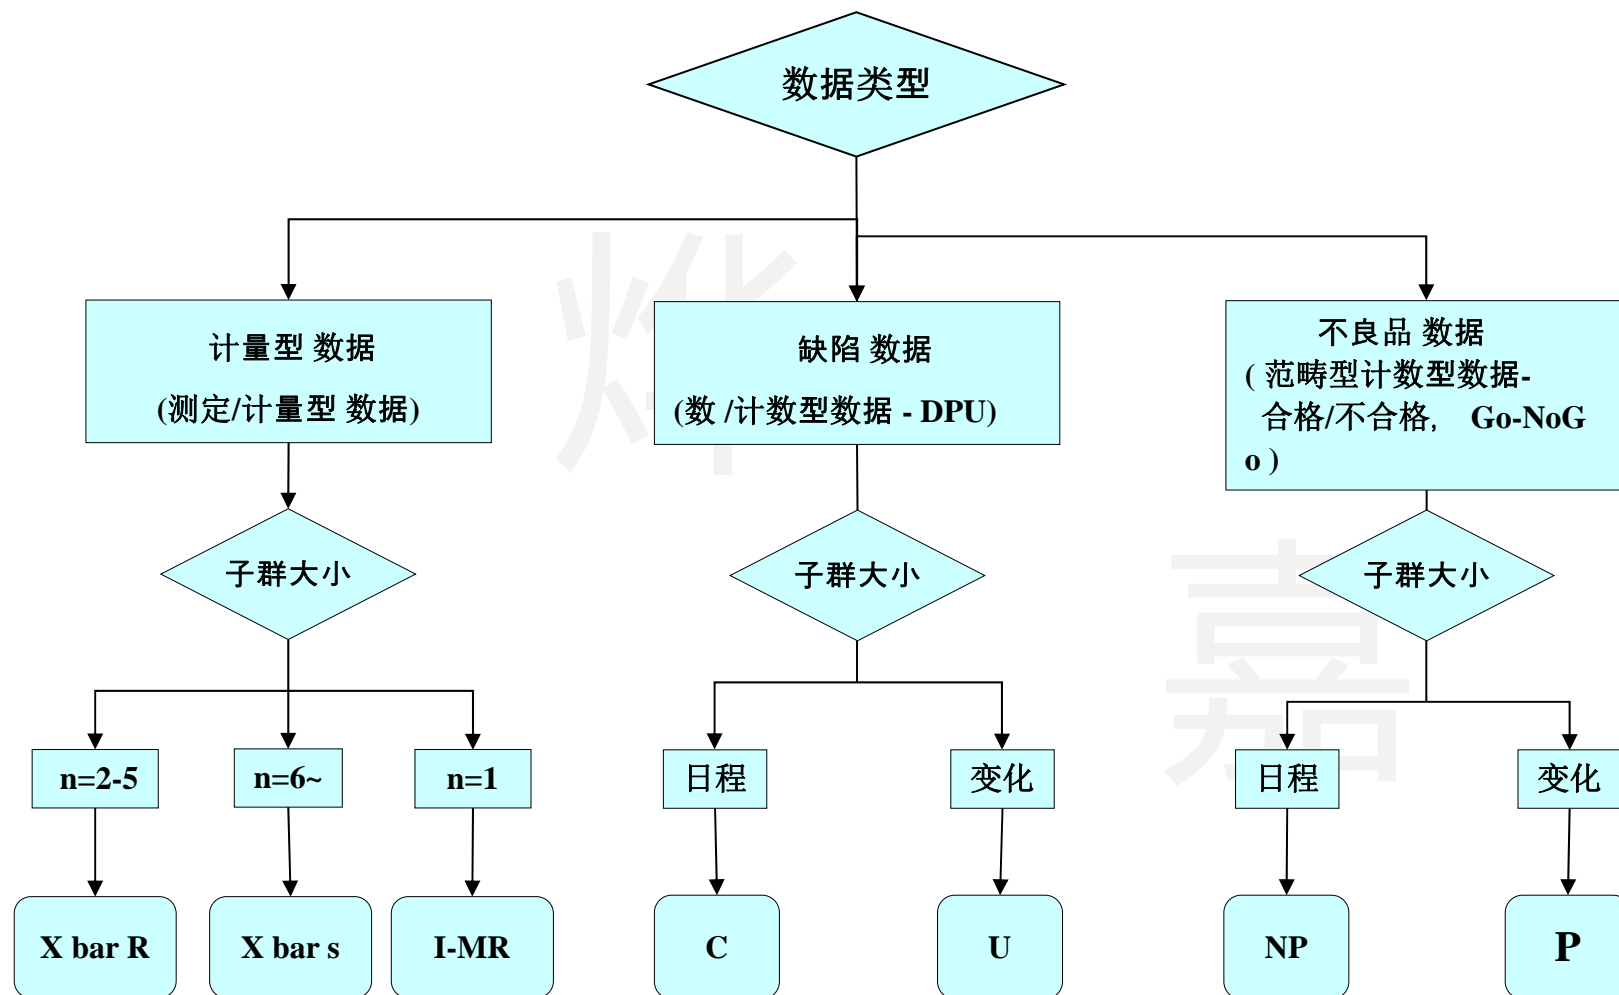 数据类型
计量型 数据
(测定/计量型 数据)
缺陷 数据
(数 /计数型数据 - DPU)
不良品 数据
( 范畴型计数型数据-
合格/不合格, Go-NoG
o )
子群大小
子群大小
子群大小
n=2-5
n=6~
n=1
日程
变化
日程
变化
X bar R
X bar s
I-MR
C
U
NP
P
烨
嘉